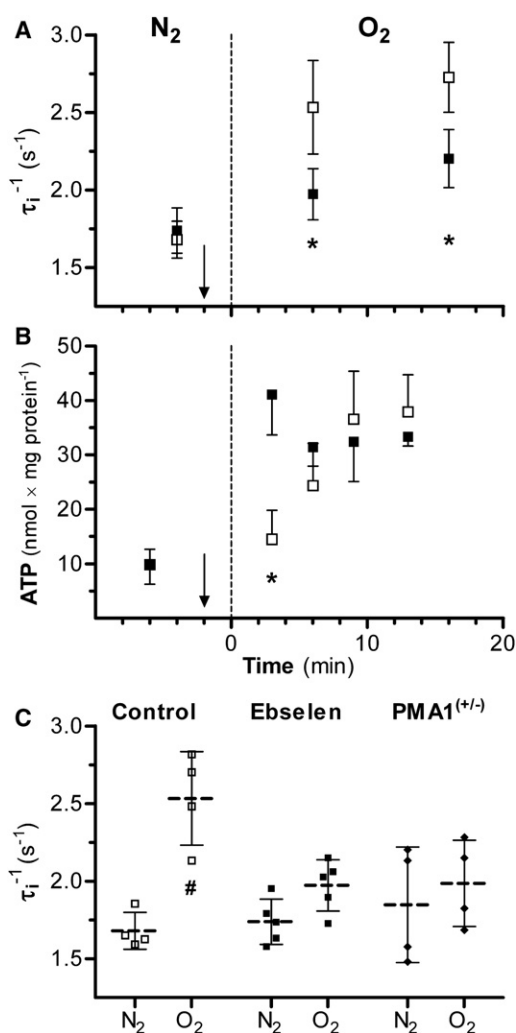 A
N₂ O₂
τᵢ⁻¹ (s⁻¹)
3.0
2.5
2.0
1.5
*
*
B
ATP (nmol × mg protein⁻¹)
50
40
30
20
10
*
0 10 20
Time (min)
C
Control Ebselen PMA1⁽⁺/⁻⁾
τᵢ⁻¹ (s⁻¹)
3.0
2.5
2.0
1.5
#
N₂ O₂ N₂ O₂ N₂ O₂